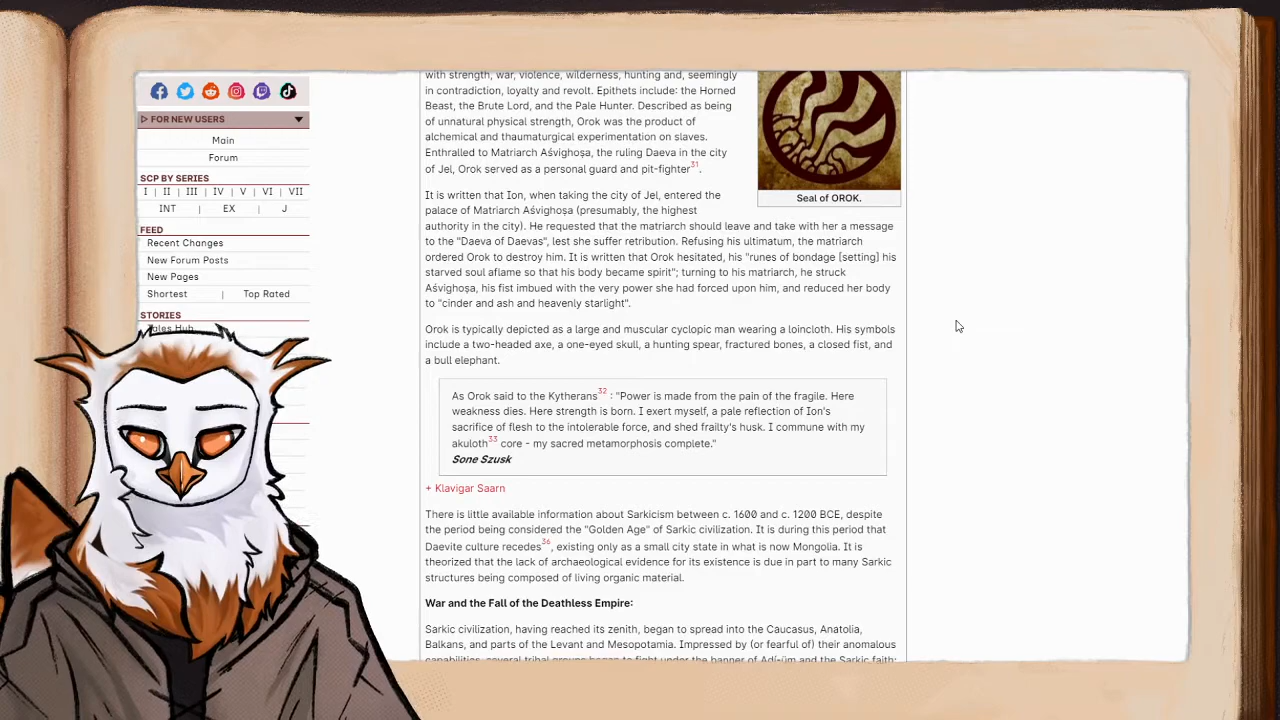 ▷ FOR NEW USERS
Main
Forum
SCP BY SERIES
I | II | III | IV | V | VI | VII
INT | EX | J
FEED
Recent Changes
New Forum Posts
New Pages
Shortest | Top Rated
STORIES
Tales Hub
with strength, war, violence, wilderness, hunting and, seemingly
in contradiction, loyalty and revolt. Epithets include: the Horned
Beast, the Brute Lord, and the Pale Hunter. Described as being
of unnatural physical strength, Orok was the product of
alchemical and thaumaturgical experimentation on slaves.
Enthralled to Matriarch Aśvighoṣa, the ruling Daeva in the city
of Jel, Orok served as a personal guard and pit-fighter31.
Seal of OROK.
It is written that Ion, when taking the city of Jel, entered the
palace of Matriarch Aśvighoṣa (presumably, the highest
authority in the city). He requested that the matriarch should leave and take with her a message
to the "Daeva of Daevas", lest she suffer retribution. Refusing his ultimatum, the matriarch
ordered Orok to destroy him. It is written that Orok hesitated, his "runes of bondage [setting] his
starved soul aflame so that his body became spirit"; turning to his matriarch, he struck
Aśvighoṣa, his fist imbued with the very power she had forced upon him, and reduced her body
to "cinder and ash and heavenly starlight".
Orok is typically depicted as a large and muscular cyclopic man wearing a loincloth. His symbols
include a two-headed axe, a one-eyed skull, a hunting spear, fractured bones, a closed fist, and
a bull elephant.
As Orok said to the Kytherans32 : "Power is made from the pain of the fragile. Here
weakness dies. Here strength is born. I exert myself, a pale reflection of Ion's
sacrifice of flesh to the intolerable force, and shed frailty's husk. I commune with my
akuloth33 core - my sacred metamorphosis complete."
Sone Szusk
+ Klavigar Saarn
There is little available information about Sarkicism between c. 1600 and c. 1200 BCE, despite
the period being considered the "Golden Age" of Sarkic civilization. It is during this period that
Daevite culture recedes36, existing only as a small city state in what is now Mongolia. It is
theorized that the lack of archaeological evidence for its existence is due in part to many Sarkic
structures being composed of living organic material.
War and the Fall of the Deathless Empire:
Sarkic civilization, having reached its zenith, began to spread into the Caucasus, Anatolia,
Balkans, and parts of the Levant and Mesopotamia. Impressed by (or fearful of) their anomalous
capabilities, several tribal groups began to fight under the banner of Adí-üm and the Sarkic faith;